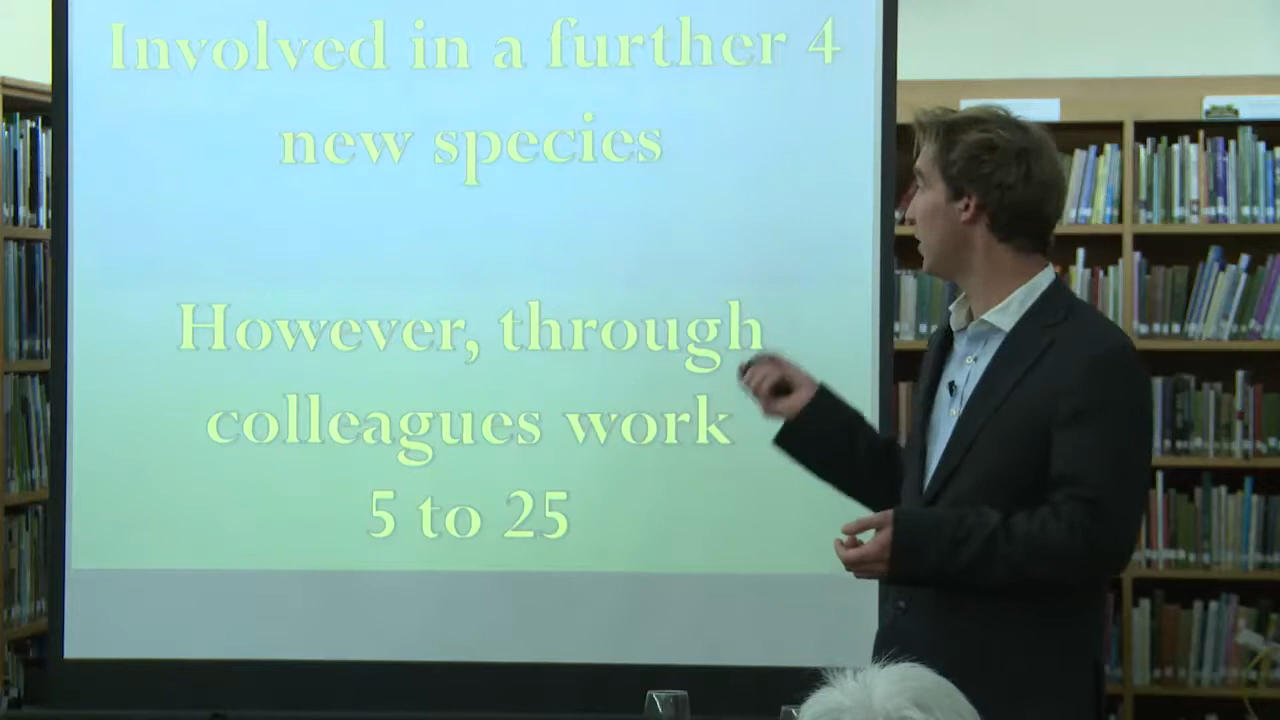 Involved in a further 4
new species
However, through
colleagues work
5 to 25